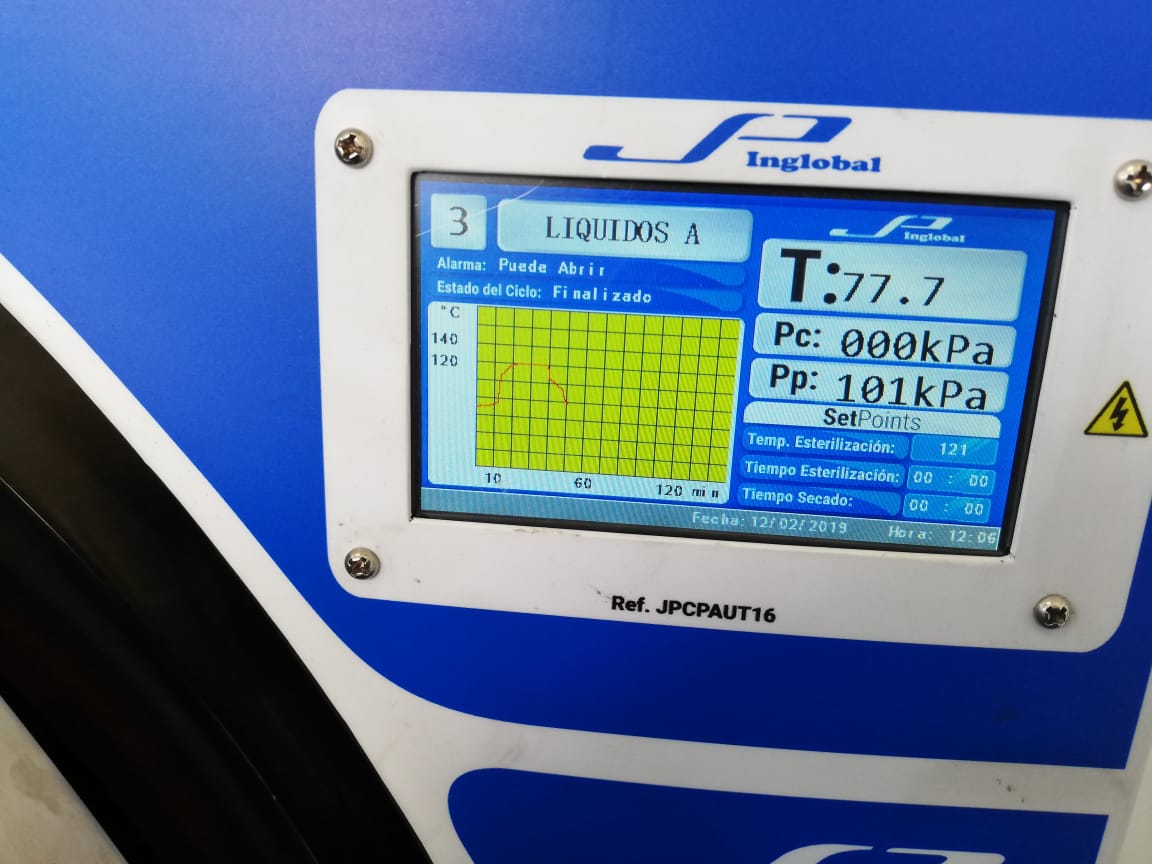 JP
Inglobal
3
LIQUIDOS A
Alarma: Puede Abrir
Estado del Ciclo: Finalizado
°C
140
120
10 60 120 min
JP
Inglobal
T:77.7
Pc: 000kPa
Pp: 101kPa
SetPoints
Temp. Esterilización: 121
Tiempo Esterilización: 00 : 00
Tiempo Secado: 00 : 00
Fecha: 12/02/2019 Hora: 12:06
Ref. JPCPAUT16